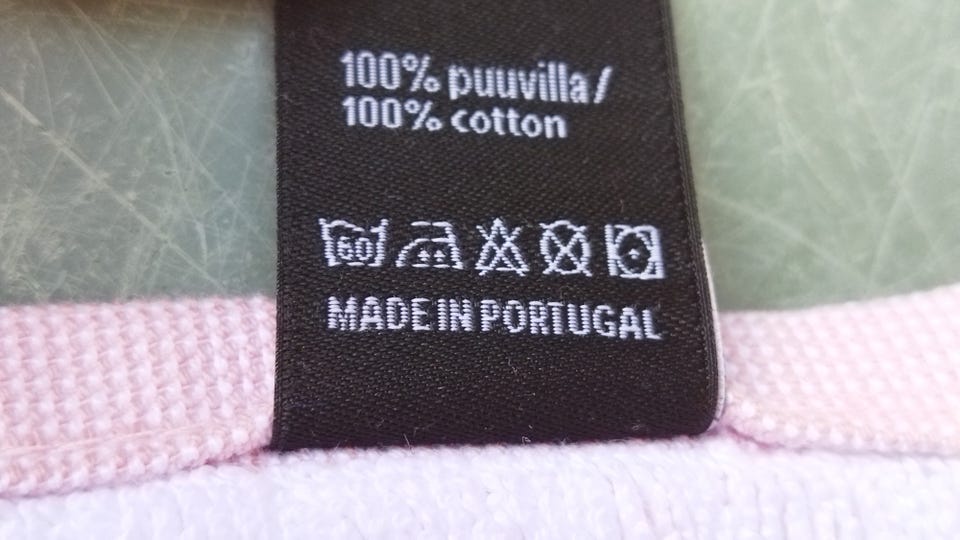 100% puuvilla/
100% cotton
60
MADE IN PORTUGAL